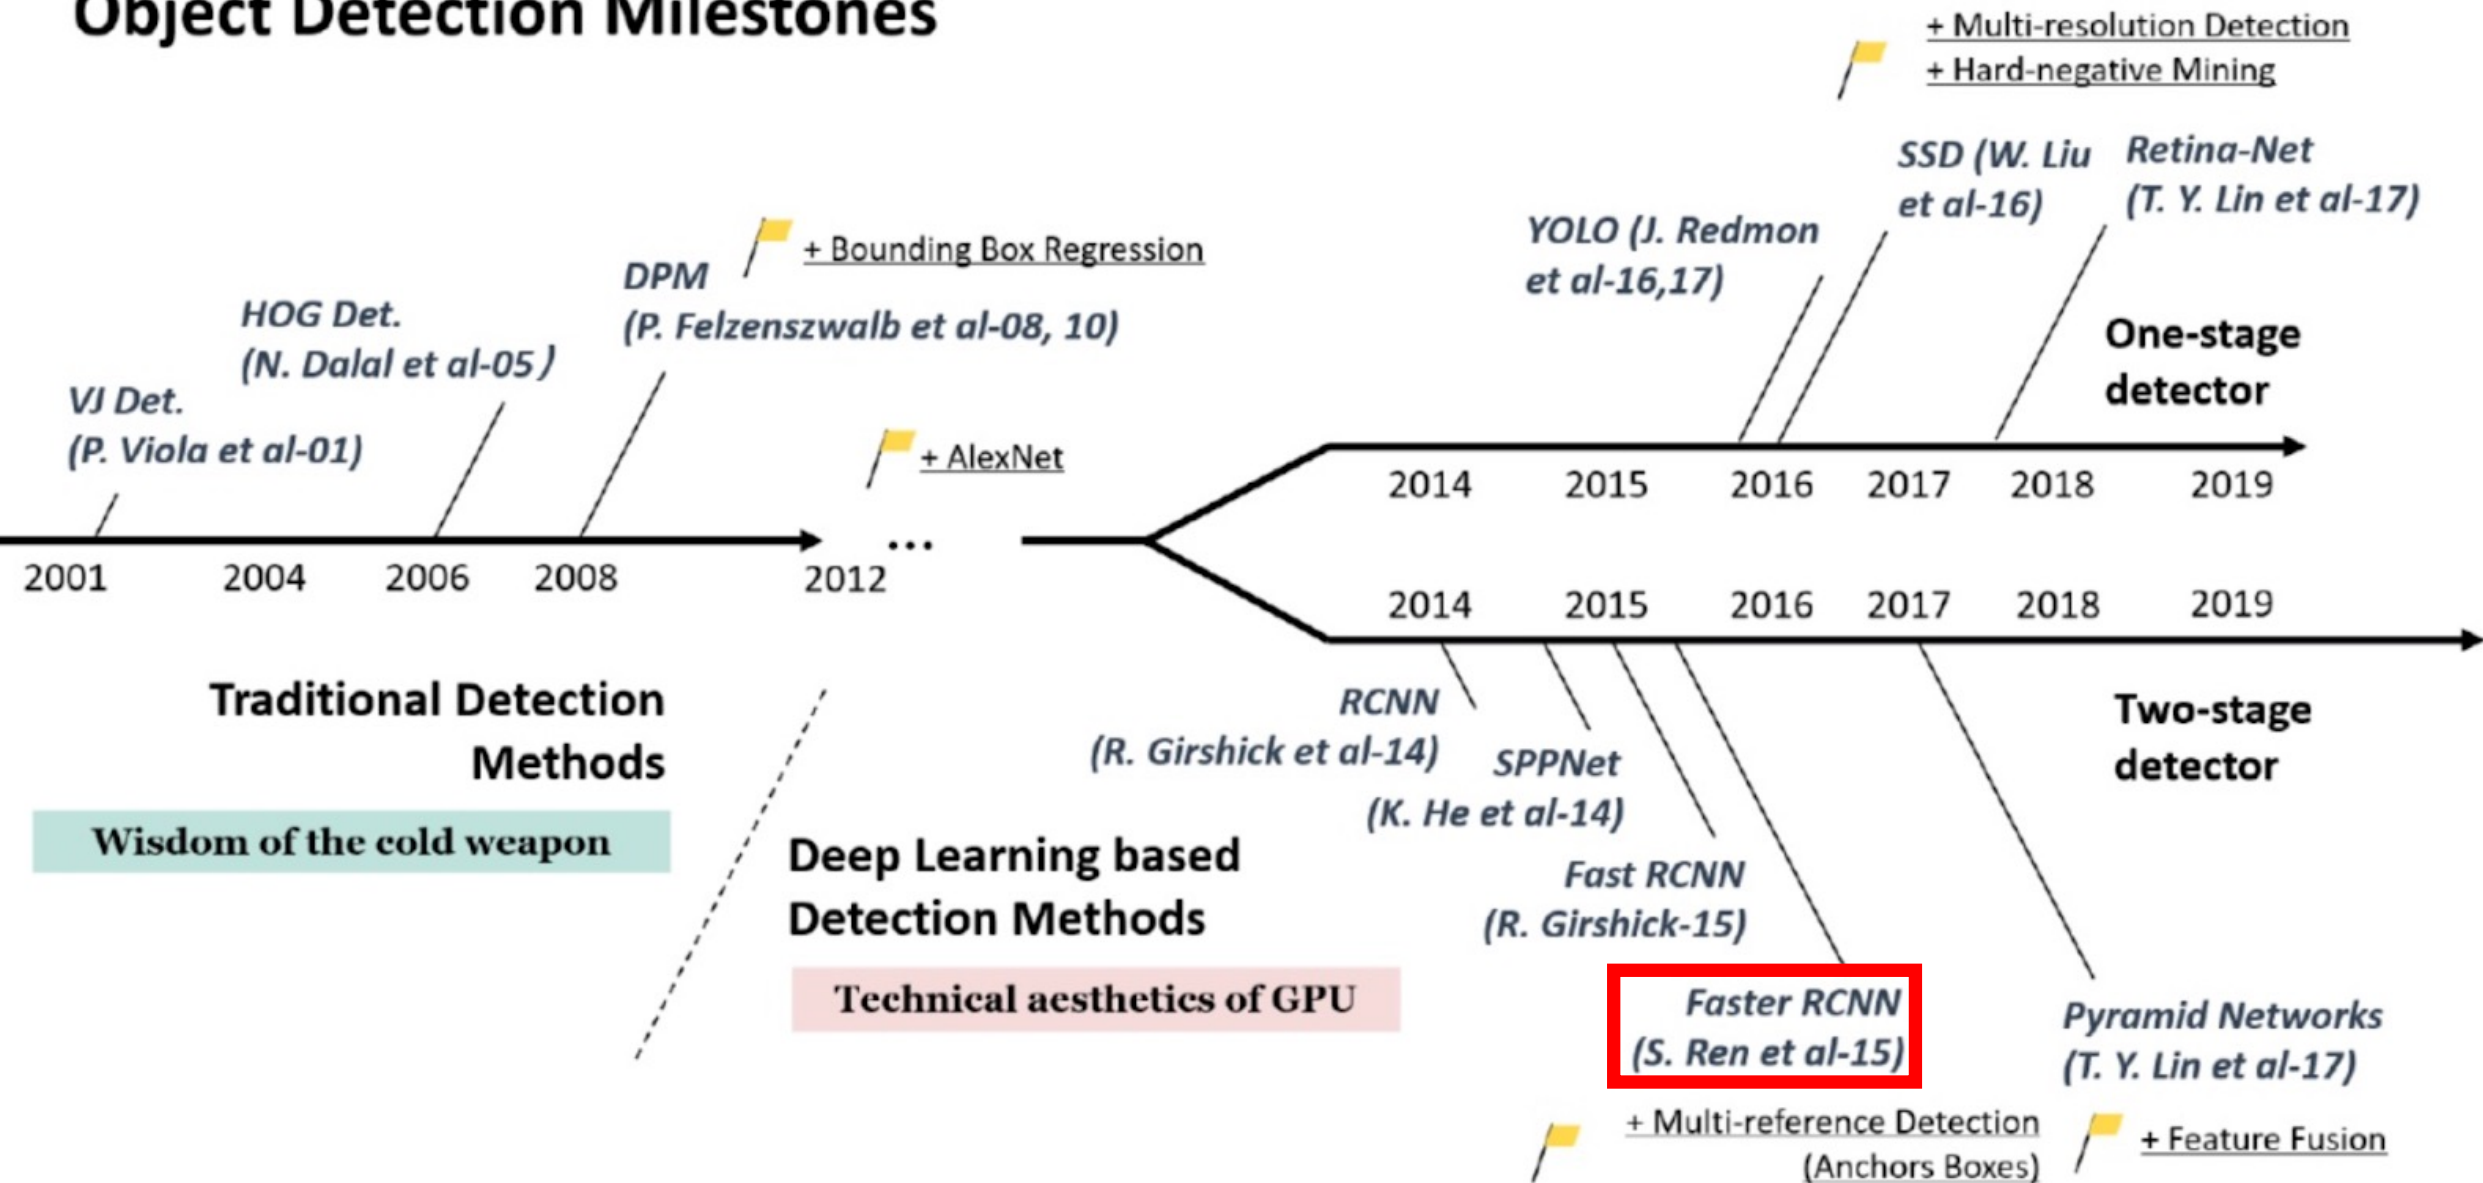 Object Detection Milestones
+ Multi-resolution Detection
+ Hard-negative Mining
SSD (W. Liu
et al-16)
Retina-Net
(T. Y. Lin et al-17)
YOLO (J. Redmon
et al-16,17)
+ Bounding Box Regression
DPM
(P. Felzenszwalb et al-08, 10)
HOG Det.
(N. Dalal et al-05)
VJ Det.
(P. Viola et al-01)
+ AlexNet
One-stage
detector
2014 2015 2016 2017 2018 2019
...
2001 2004 2006 2008 2012
2014 2015 2016 2017 2018 2019
Traditional Detection
Methods
Wisdom of the cold weapon
Deep Learning based
Detection Methods
Technical aesthetics of GPU
RCNN
(R. Girshick et al-14)
SPPNet
(K. He et al-14)
Fast RCNN
(R. Girshick-15)
Faster RCNN
(S. Ren et al-15)
+ Multi-reference Detection
(Anchors Boxes)
Two-stage
detector
Pyramid Networks
(T. Y. Lin et al-17)
+ Feature Fusion